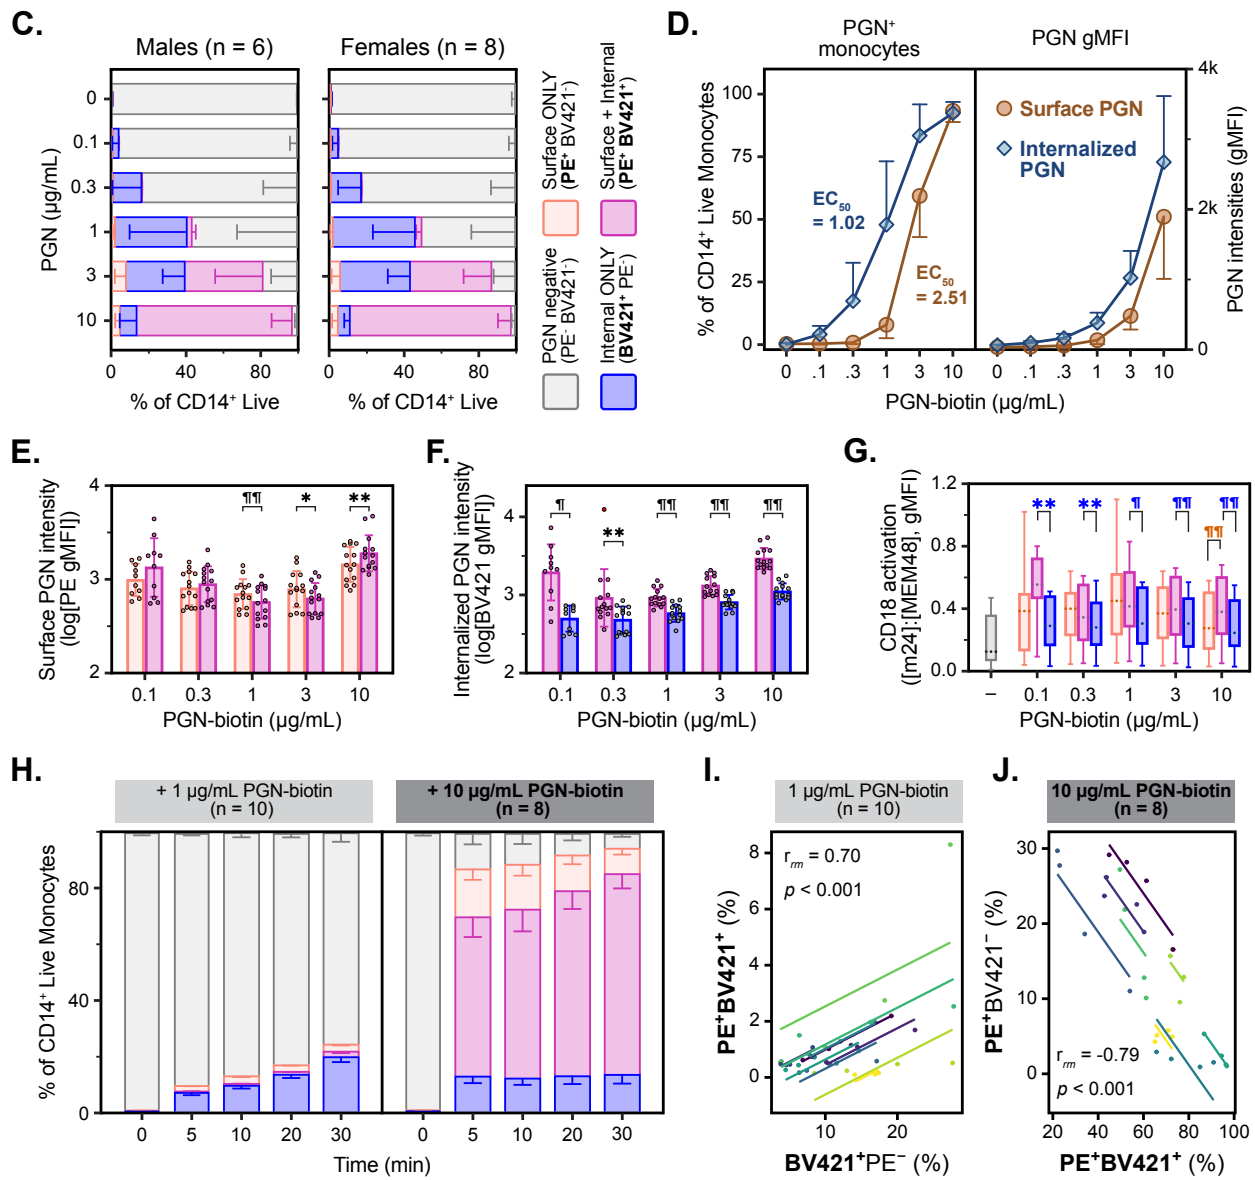 C.
Males (n = 6)
Females (n = 8)
PGN (µg/mL)
0
0.1
0.3
1
3
10
0
40
80
0
40
80
% of CD14⁺ Live
% of CD14⁺ Live
Surface ONLY
(PE⁺ BV421⁻)
Surface + Internal
(PE⁺ BV421⁺)
PGN negative
(PE⁻ BV421⁻)
Internal ONLY
(BV421⁺ PE⁻)
D.
PGN⁺
monocytes
PGN gMFI
% of CD14⁺ Live Monocytes
100
75
50
25
0
EC₅₀
= 1.02
EC₅₀
= 2.51
Surface PGN
Internalized
PGN
4k
2k
0
PGN intensities (gMFI)
0
.1
.3
1
3
10
0
.1
.3
1
3
10
PGN-biotin (µg/mL)
E.
Surface PGN intensity
(log[PE gMFI])
4
3
2
¶¶
*
**
0.1
0.3
1
3
10
PGN-biotin (µg/mL)
F.
Internalized PGN intensity
(log[BV421 gMFI])
4
3
2
¶
**
¶¶
¶¶
¶¶
0.1
0.3
1
3
10
PGN-biotin (µg/mL)
G.
CD18 activation
([m24]:[MEM48], gMFI)
1.2
0.8
0.4
0.0
**
**
¶
¶¶
¶¶
¶¶
–
0.1
0.3
1
3
10
PGN-biotin (µg/mL)
H.
+ 1 µg/mL PGN-biotin
(n = 10)
+ 10 µg/mL PGN-biotin
(n = 8)
% of CD14⁺ Live Monocytes
80
40
0
0
5
10
20
30
0
5
10
20
30
Time (min)
I.
1 µg/mL PGN-biotin
(n = 10)
r_rm = 0.70
p < 0.001
PE⁺BV421⁺ (%)
8
6
4
2
0
10
20
BV421⁺PE⁻ (%)
J.
10 µg/mL PGN-biotin
(n = 8)
PE⁺BV421⁻ (%)
30
20
10
0
r_rm = -0.79
p < 0.001
20
40
60
80
100
PE⁺BV421⁺ (%)